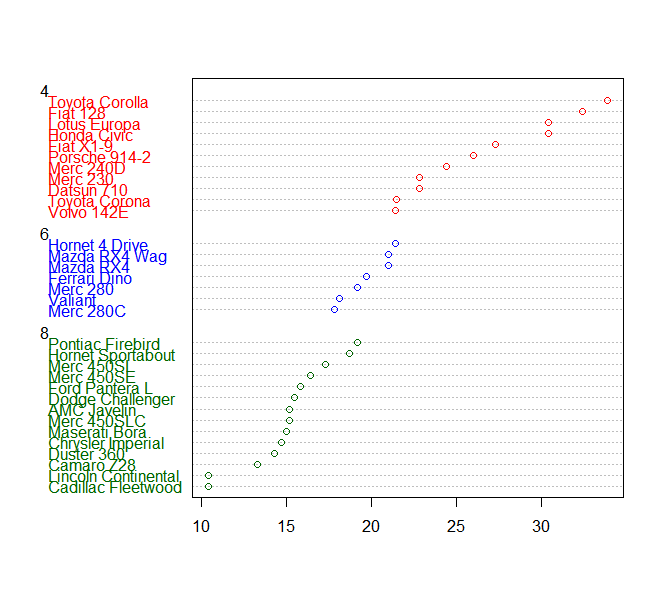 4
Toyota Corolla
Fiat 128
Lotus Europa
Honda Civic
Fiat X1-9
Porsche 914-2
Merc 240D
Merc 230
Datsun 710
Toyota Corona
Volvo 142E
6
Hornet 4 Drive
Mazda RX4 Wag
Mazda RX4
Ferrari Dino
Merc 280
Valiant
Merc 280C
8
Pontiac Firebird
Hornet Sportabout
Merc 450SL
Merc 450SE
Ford Pantera L
Dodge Challenger
AMC Javelin
Merc 450SLC
Maserati Bora
Chrysler Imperial
Duster 360
Camaro Z28
Lincoln Continental
Cadillac Fleetwood
10 15 20 25 30